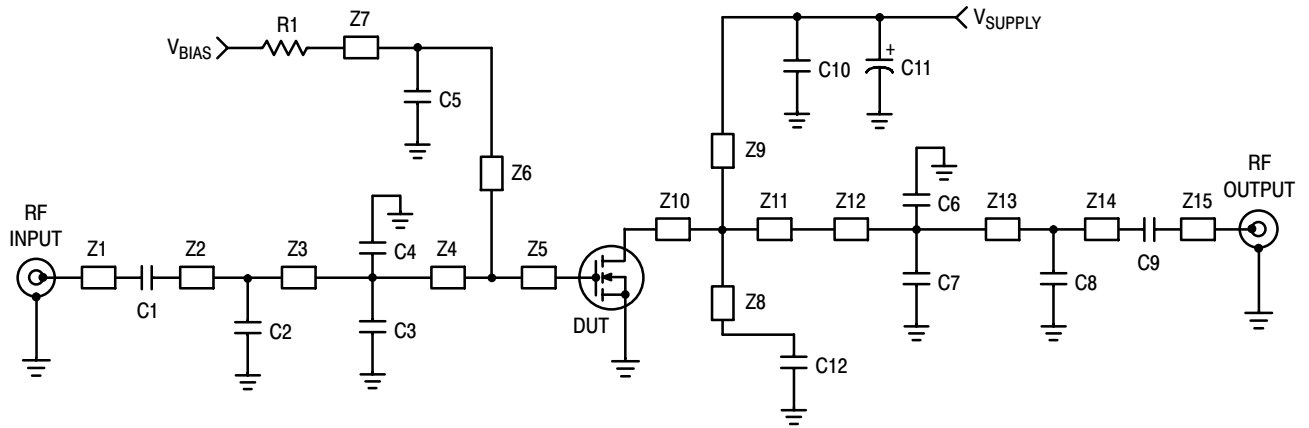 V_SUPPLY
R1
Z7
V_BIAS
C10
+
C11
C5
Z9
Z6
RF
OUTPUT
RF
INPUT
C4
C6
Z10
Z11
Z12
Z13
Z14
Z15
Z1
Z2
Z3
Z4
Z5
C9
C1
C2
C3
DUT
Z8
C7
C8
C12